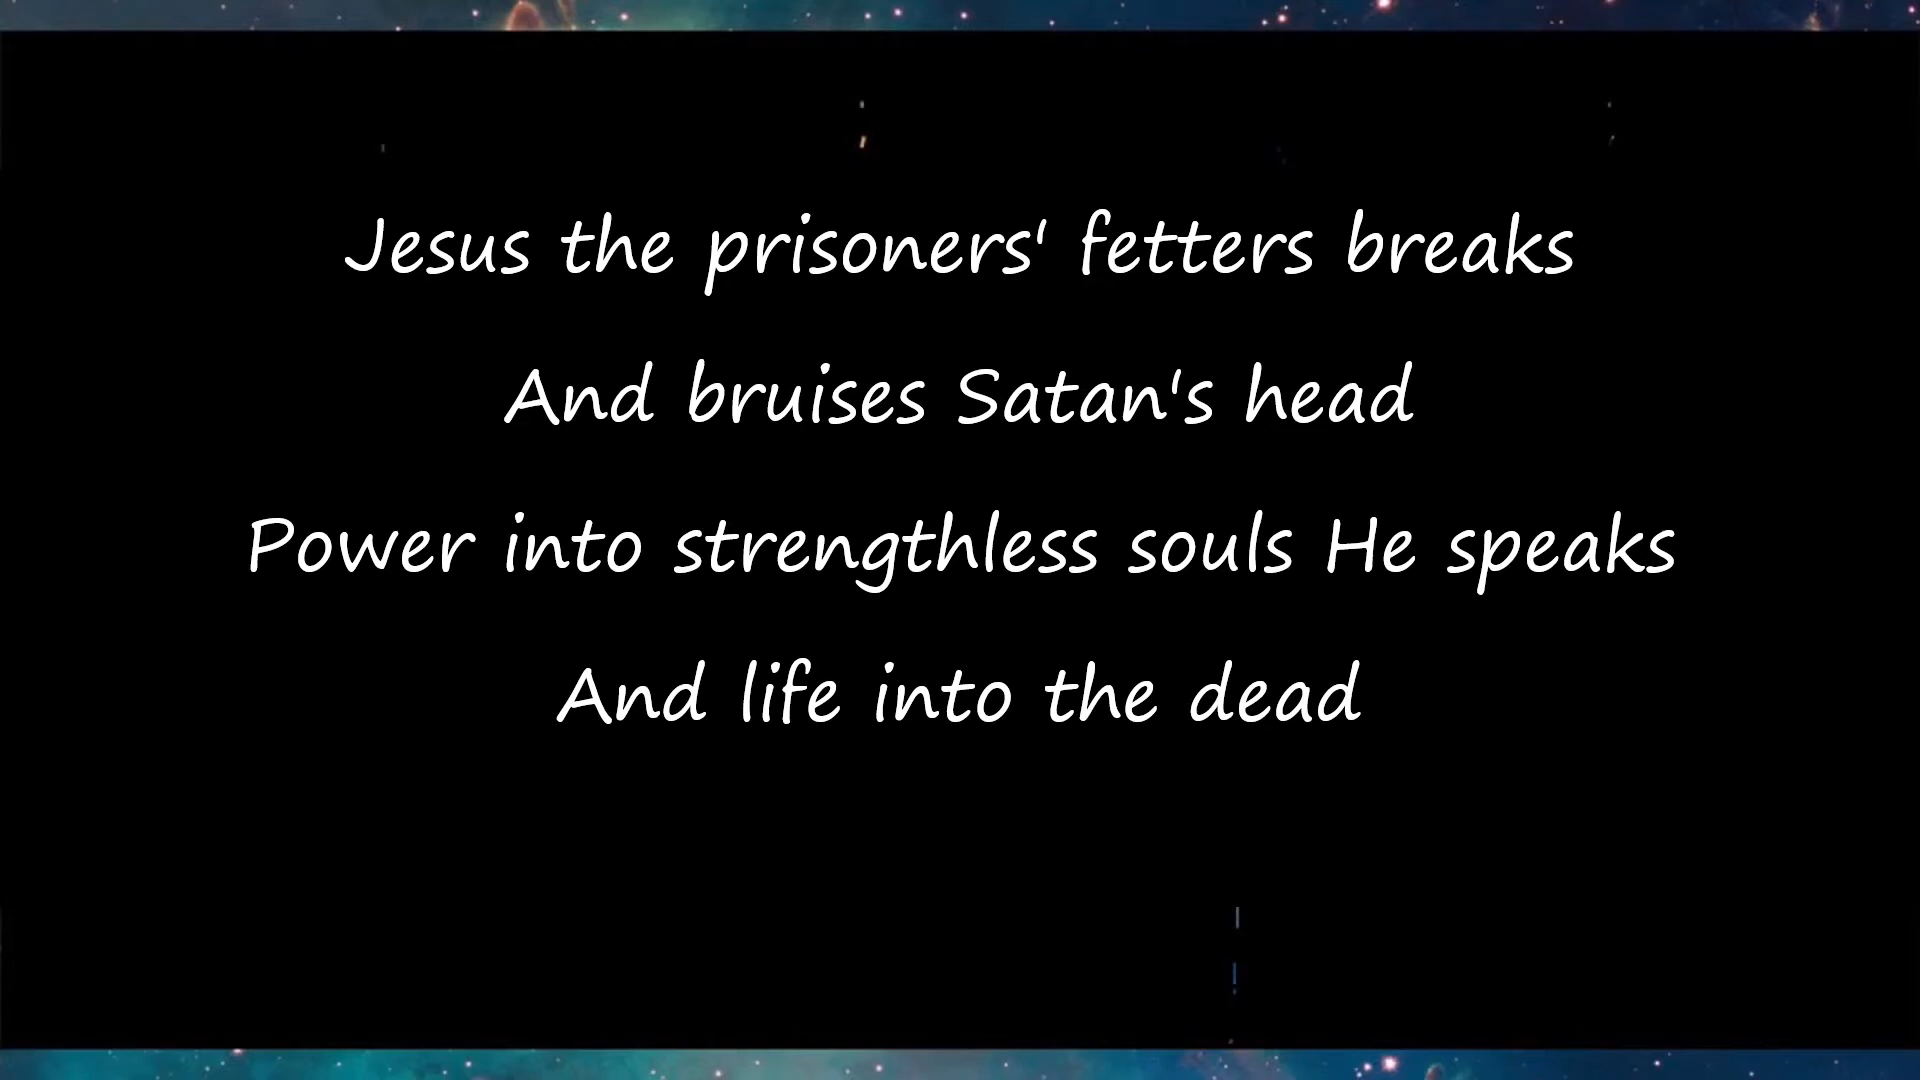 Jesus the prisoners' fetters breaks
And bruises Satan's head
Power into strengthless souls He speaks
And life into the dead